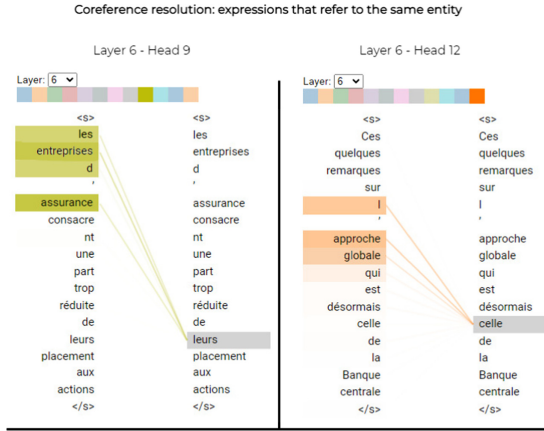 Coreference resolution: expressions that refer to the same entity
Layer 6 - Head 9
Layer: 6
<s> <s>
les les
entreprises entreprises
d d
' '
assurance assurance
consacre consacre
nt nt
une une
part part
trop trop
réduite réduite
de de
leurs leurs
placement placement
aux aux
actions actions
</s> </s>
Layer 6 - Head 12
Layer: 6
<s> <s>
Ces Ces
quelques quelques
remarques remarques
sur sur
l l
' '
approche approche
globale globale
qui qui
est est
désormais désormais
celle celle
de de
la la
Banque Banque
centrale centrale
</s> </s>